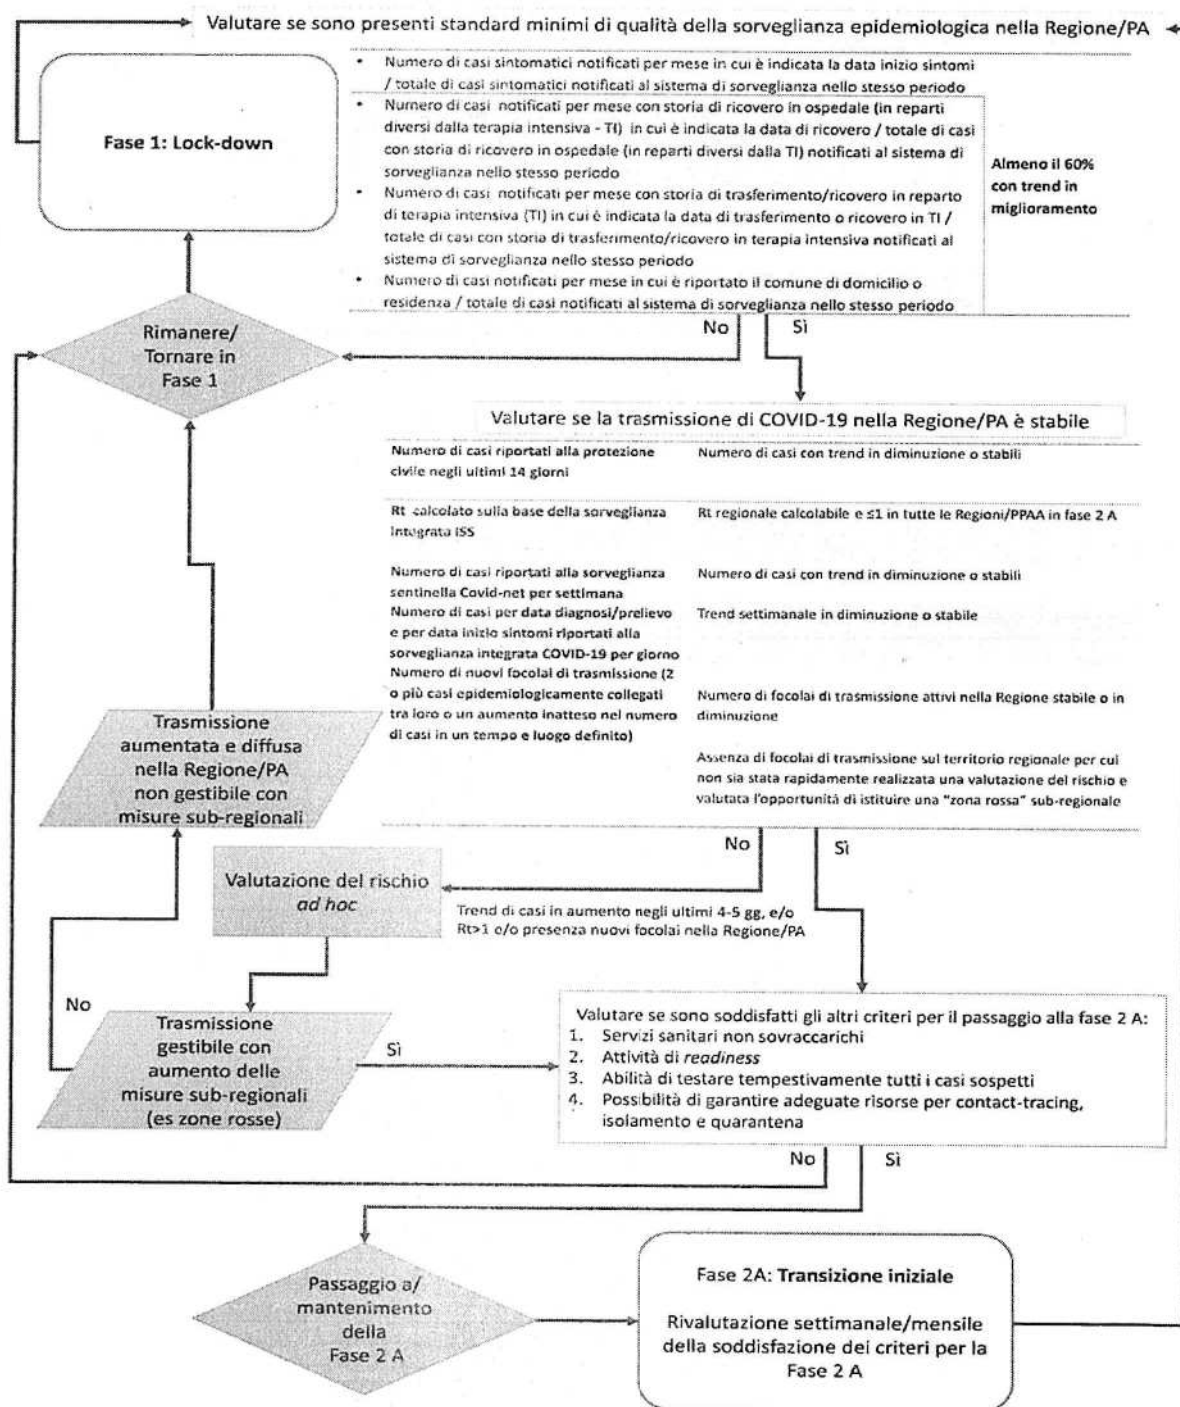 Valutare se sono presenti standard minimi di qualità della sorveglianza epidemiologica nella Regione/PA
Fase 1: Lock-down
• Numero di casi sintomatici notificati per mese in cui è indicata la data inizio sintomi
/ totale di casi sintomatici notificati al sistema di sorveglianza nello stesso periodo
• Numero di casi notificati per mese con storia di ricovero in ospedale (in reparti
diversi dalla terapia intensiva - TI) in cui è indicata la data di ricovero / totale di casi
con storia di ricovero in ospedale (in reparti diversi dalla TI) notificati al sistema di
sorveglianza nello stesso periodo
• Numero di casi notificati per mese con storia di trasferimento/ricovero in reparto
di terapia intensiva (TI) in cui è indicata la data di trasferimento o ricovero in TI /
totale di casi con storia di trasferimento/ricovero in terapia intensiva notificati al
sistema di sorveglianza nello stesso periodo
• Numero di casi notificati per mese in cui è riportato il comune di domicilio o
residenza / totale di casi notificati al sistema di sorveglianza nello stesso periodo
Almeno il 60%
con trend in
miglioramento
No
Sì
Rimanere/
Tornare in
Fase 1
Valutare se la trasmissione di COVID-19 nella Regione/PA è stabile
Numero di casi riportati alla protezione
civile negli ultimi 14 giorni
Numero di casi con trend in diminuzione o stabili
Rt calcolato sulla base della sorveglianza
integrata ISS
Rt regionale calcolabile e ≤1 in tutte le Regioni/PPAA in fase 2 A
Numero di casi riportati alla sorveglianza
sentinella Covid-net per settimana
Numero di casi con trend in diminuzione o stabili
Numero di casi per data diagnosi/prelievo
e per data inizio sintomi riportati alla
sorveglianza integrata COVID-19 per giorno
Trend settimanale in diminuzione o stabile
Numero di nuovi focolai di trasmissione (2
o più casi epidemiologicamente collegati
tra loro o un aumento inatteso nel numero
di casi in un tempo e luogo definito)
Numero di focolai di trasmissione attivi nella Regione stabile o in
diminuzione
Assenza di focolai di trasmissione sul territorio regionale per cui
non sia stata rapidamente realizzata una valutazione del rischio e
valutata l'opportunità di istituire una "zona rossa" sub-regionale
Trasmissione
aumentata e diffusa
nella Regione/PA
non gestibile con
misure sub-regionali
No
Sì
Valutazione del rischio
ad hoc
Trend di casi in aumento negli ultimi 4-5 gg, e/o
Rt>1 e/o presenza nuovi focolai nella Regione/PA
No
Trasmissione
gestibile con
aumento delle
misure sub-regionali
(es zone rosse)
Sì
Valutare se sono soddisfatti gli altri criteri per il passaggio alla fase 2 A:
1. Servizi sanitari non sovraccarichi
2. Attività di readiness
3. Abilità di testare tempestivamente tutti i casi sospetti
4. Possibilità di garantire adeguate risorse per contact-tracing,
isolamento e quarantena
No
Sì
Passaggio a/
mantenimento
della
Fase 2 A
Fase 2A: Transizione iniziale
Rivalutazione settimanale/mensile
della soddisfazione dei criteri per la
Fase 2 A